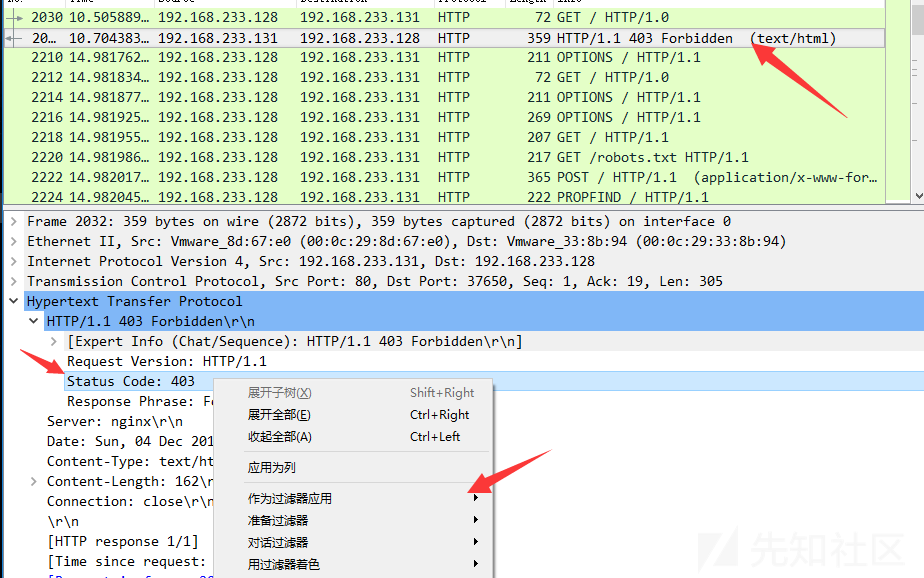 2030 10.505889… 192.168.233.128 192.168.233.131 HTTP 72 GET / HTTP/1.0
20… 10.704383… 192.168.233.131 192.168.233.128 HTTP 359 HTTP/1.1 403 Forbidden (text/html)
2210 14.981762… 192.168.233.128 192.168.233.131 HTTP 211 OPTIONS / HTTP/1.1
2212 14.981834… 192.168.233.128 192.168.233.131 HTTP 72 GET / HTTP/1.0
2214 14.981877… 192.168.233.128 192.168.233.131 HTTP 211 OPTIONS / HTTP/1.1
2216 14.981925… 192.168.233.128 192.168.233.131 HTTP 269 OPTIONS / HTTP/1.1
2218 14.981955… 192.168.233.128 192.168.233.131 HTTP 207 GET / HTTP/1.1
2220 14.981986… 192.168.233.128 192.168.233.131 HTTP 217 GET /robots.txt HTTP/1.1
2222 14.982017… 192.168.233.128 192.168.233.131 HTTP 365 POST / HTTP/1.1 (application/x-www-for…
2224 14.982045… 192.168.233.128 192.168.233.131 HTTP 222 PROPFIND / HTTP/1.1
Frame 2032: 359 bytes on wire (2872 bits), 359 bytes captured (2872 bits) on interface 0
Ethernet II, Src: Vmware_8d:67:e0 (00:0c:29:8d:67:e0), Dst: Vmware_33:8b:94 (00:0c:29:33:8b:94)
Internet Protocol Version 4, Src: 192.168.233.131, Dst: 192.168.233.128
Transmission Control Protocol, Src Port: 80, Dst Port: 37650, Seq: 1, Ack: 19, Len: 305
Hypertext Transfer Protocol
HTTP/1.1 403 Forbidden\r\n
[Expert Info (Chat/Sequence): HTTP/1.1 403 Forbidden\r\n]
Request Version: HTTP/1.1
Status Code: 403
Response Phrase: Fo
Server: nginx\r\n
Date: Sun, 04 Dec 201
Content-Type: text/ht
Content-Length: 162\r
Connection: close\r\n
\r\n
[HTTP response 1/1]
[Time since request:
展开子树(X) Shift+Right
展开全部(E) Ctrl+Right
收起全部(A) Ctrl+Left
应用为列
作为过滤器应用
准备过滤器
对话过滤器
用过滤器着色
先知社区